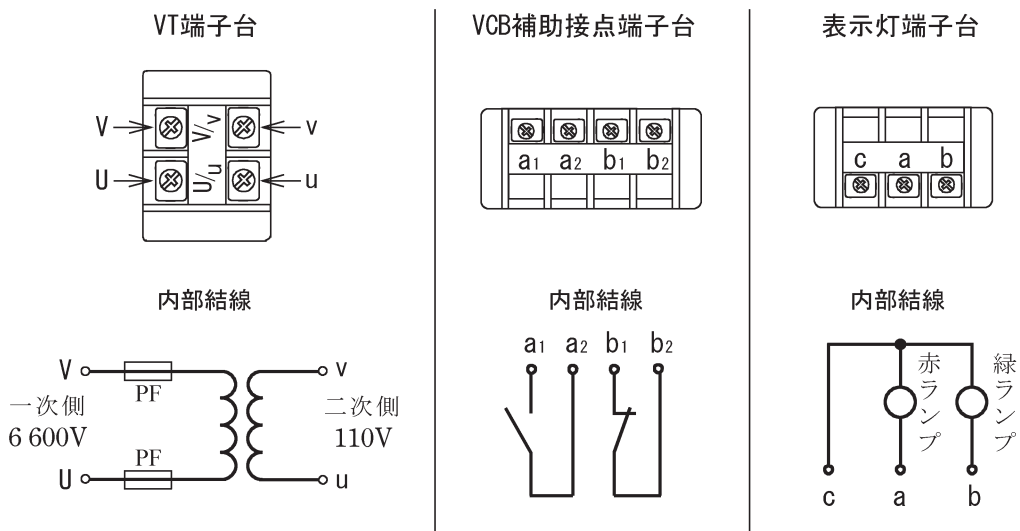 VT端子台
V
V/v
v
U
U/u
u
内部結線
V
PF
v
一次側
6 600V
二次側
110V
PF
U
u
VCB補助接点端子台
a1 a2 b1 b2
内部結線
a1 a2 b1 b2
表示灯端子台
c a b
内部結線
赤ランプ
緑ランプ
c a b